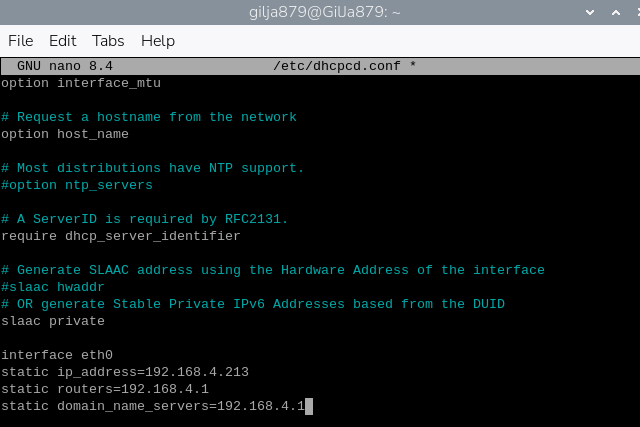 gilja879@GilJa879: ~
File Edit Tabs Help
GNU nano 8.4 /etc/dhcpcd.conf *
option interface_mtu
# Request a hostname from the network
option host_name
# Most distributions have NTP support.
#option ntp_servers
# A ServerID is required by RFC2131.
require dhcp_server_identifier
# Generate SLAAC address using the Hardware Address of the interface
#slaac hwaddr
# OR generate Stable Private IPv6 Addresses based from the DUID
slaac private
interface eth0
static ip_address=192.168.4.213
static routers=192.168.4.1
static domain_name_servers=192.168.4.1